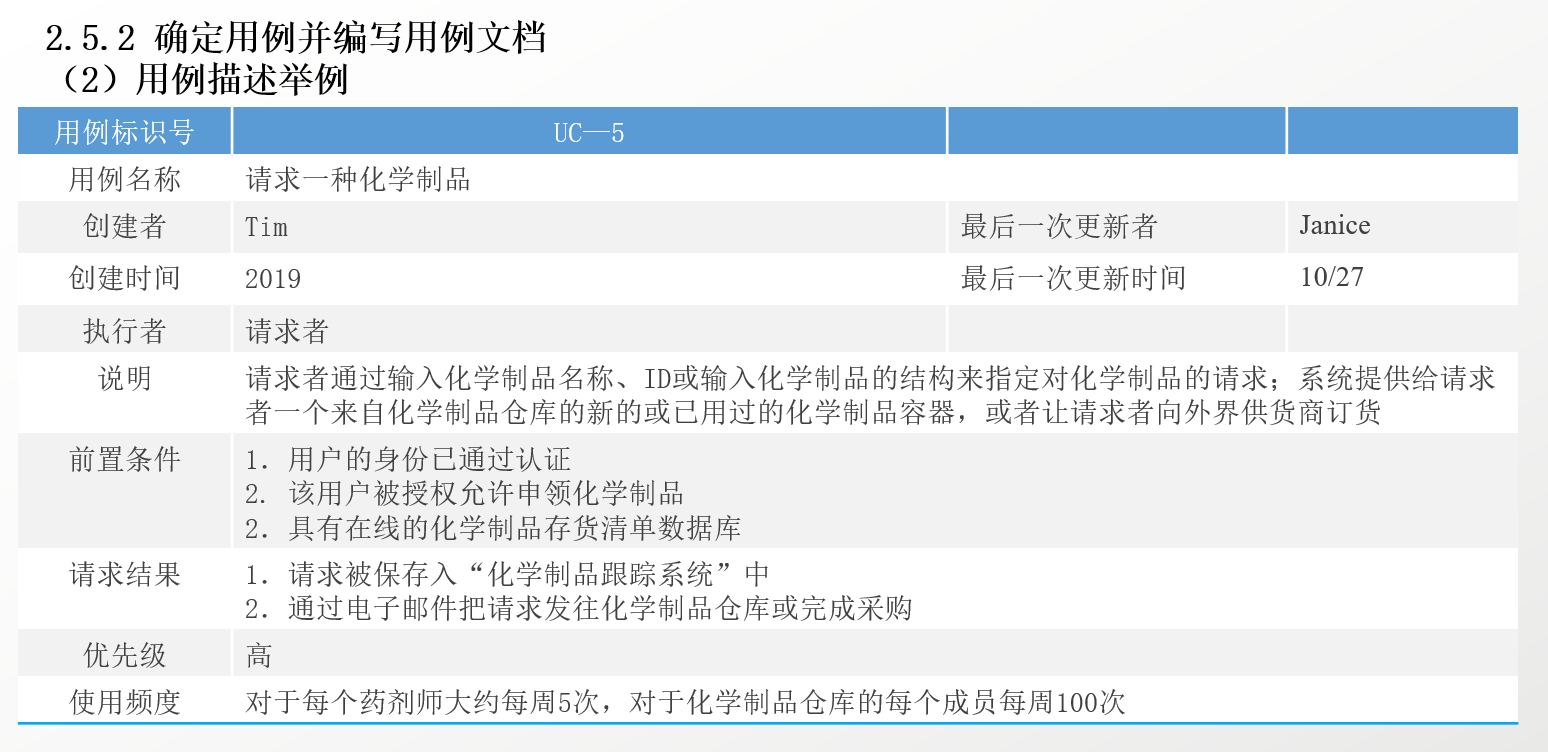 2.5.2 确定用例并编写用例文档
（2）用例描述举例
用例标识号 UC—5
用例名称 请求一种化学制品
创建者 Tim 最后一次更新者 Janice
创建时间 2019 最后一次更新时间 10/27
执行者 请求者
说明 请求者通过输入化学制品名称、ID或输入化学制品的结构来指定对化学制品的请求；系统提供给请求
者一个来自化学制品仓库的新的或已用过的化学制品容器，或者让请求者向外界供货商订货
前置条件 1. 用户的身份已通过认证
2. 该用户被授权允许申领化学制品
2. 具有在线的化学制品存货清单数据库
请求结果 1. 请求被保存入“化学制品跟踪系统”中
2. 通过电子邮件把请求发往化学制品仓库或完成采购
优先级 高
使用频度 对于每个药剂师大约每周5次，对于化学制品仓库的每个成员每周100次